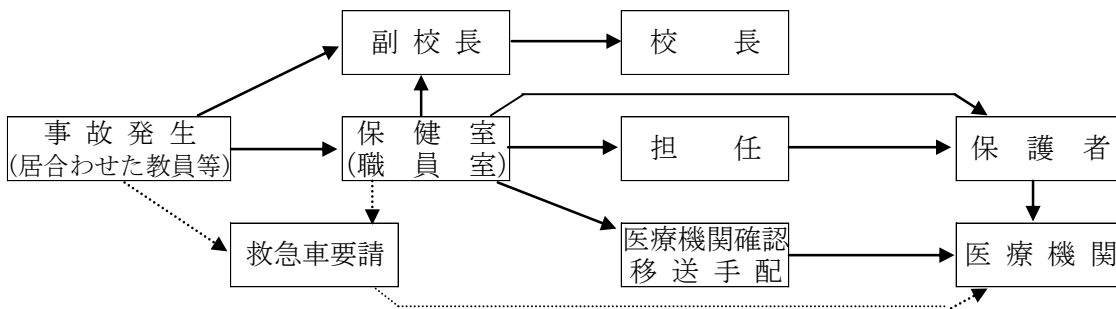 副校長
校長
事故発生
(居合わせた教員等)
保健室
(職員室)
担任
保護者
救急車要請
医療機関確認
移送手配
医療機関